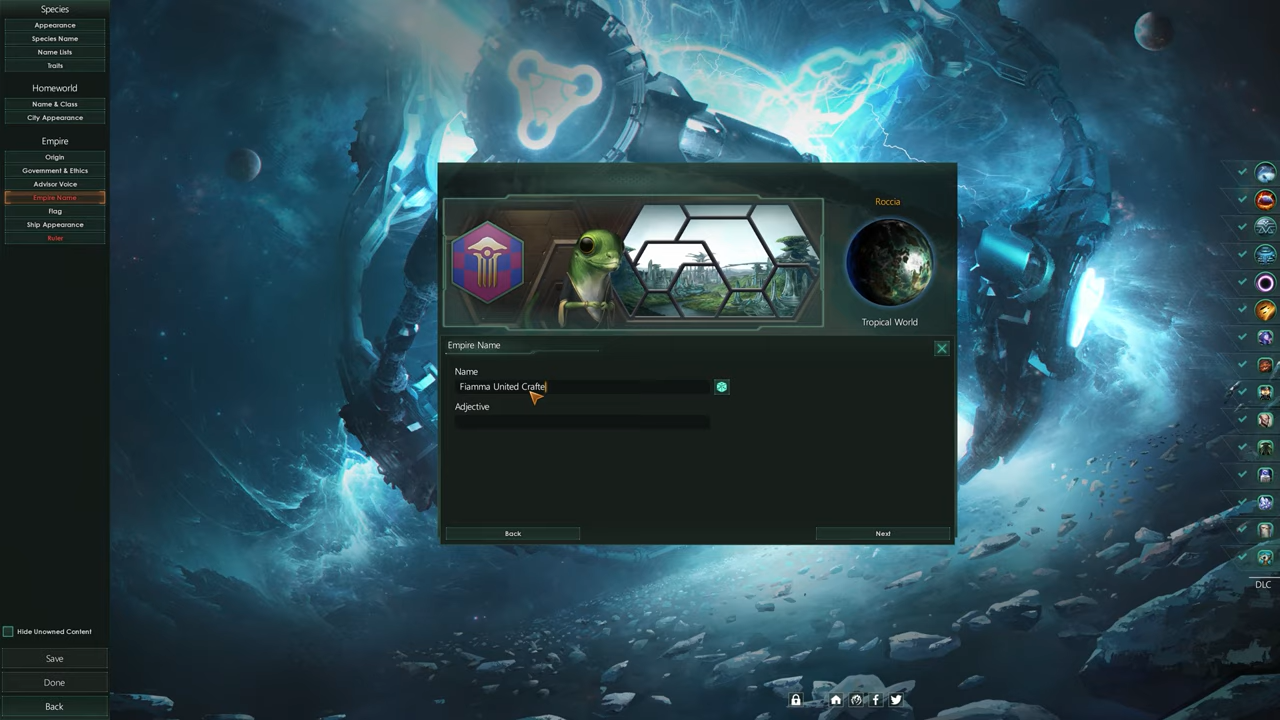 Species
Appearance
Species Name
Name Lists
Traits
Homeworld
Name & Class
City Appearance
Empire
Origin
Government & Ethics
Advisor Voice
Empire Name
Flag
Ship Appearance
Ruler
Hide Unowned Content
Save
Done
Back
Roccia
Tropical World
Empire Name
Name
Fiamma United Crafte
Adjective
Back
Next
DLC